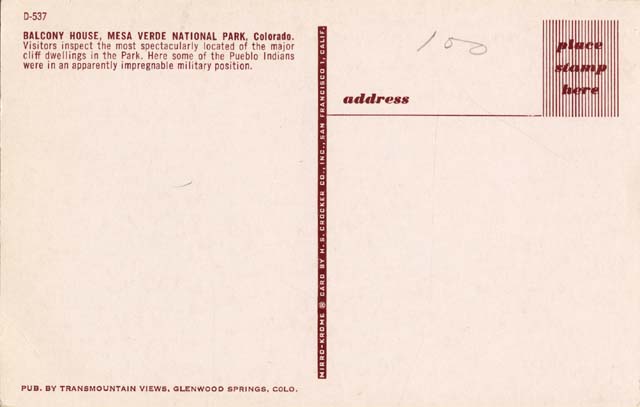 D-537
BALCONY HOUSE, MESA VERDE NATIONAL PARK, Colorado.
Visitors inspect the most spectacularly located of the major
cliff dwellings in the Park. Here some of the Pueblo Indians
were in an apparently impregnable military position.
PUB. BY TRANSMOUNTAIN VIEWS, GLENWOOD SPRINGS, COLO.
MIRRO-KROME ® CARD BY H. S. CROCKER CO., INC., SAN FRANCISCO 1, CALIF.
100
address
place
stamp
here